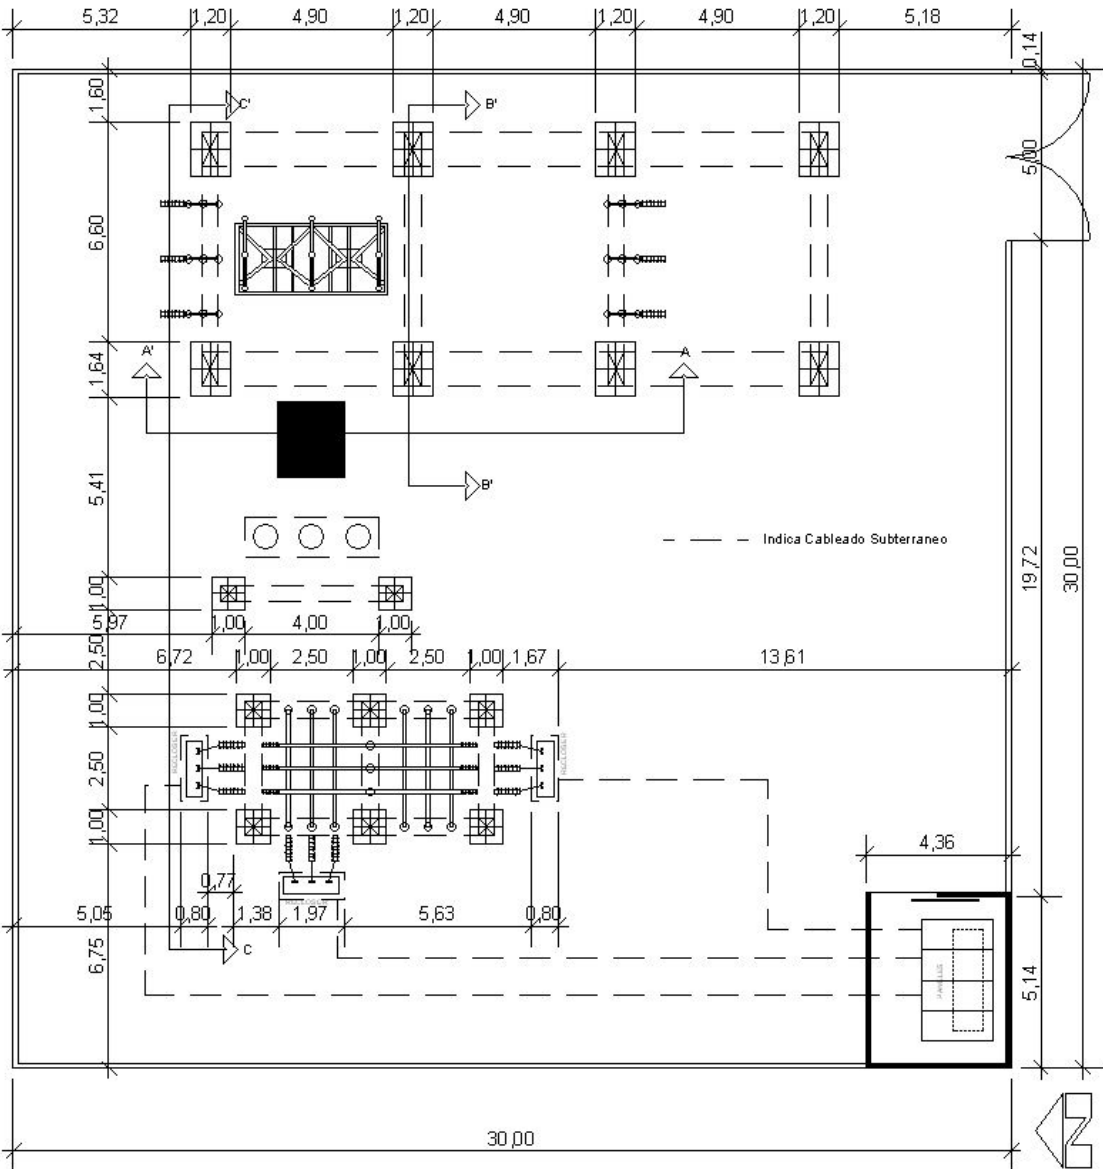 5,32 1,20 4,90 1,20 4,90 1,20 4,90 1,20 5,18
0,14
1,60
C' B'
5,00
6,60
A' A
1,64
B'
5,41
Indica Cableado Subterraneo
19,72
30,00
1,00
5,97 1,00 4,00 1,00
2,50
6,72 1,00 2,50 1,00 2,50 1,00 1,67 13,61
1,00
RECLOSER RECLOSER
2,50
1,00
4,36
0,77
RECLOSER
5,05 0,80 1,38 1,97 5,63 0,80
C
6,75
PANELES
5,14
30,00
N